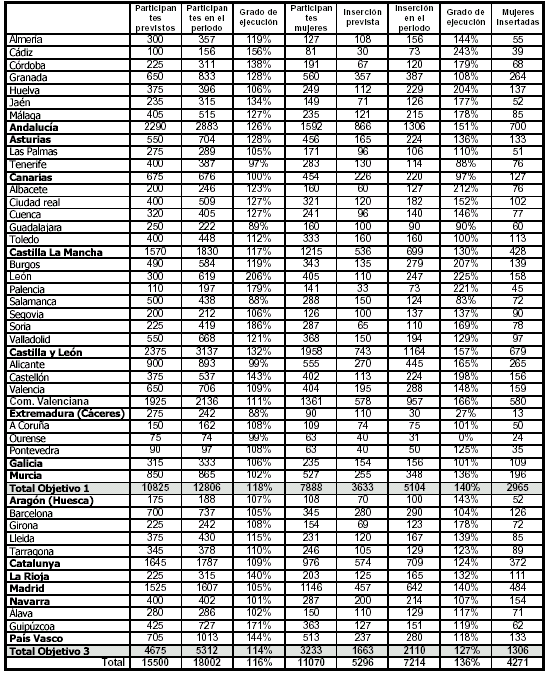 Participantes previstos Participantes en el periodo Grado de ejecución Participantes mujeres Inserción prevista Inserción en el periodo Grado de ejecución Mujeres Insertadas
Almería 300 357 119% 127 108 156 144% 55
Cádiz 100 156 156% 81 30 73 243% 39
Córdoba 225 311 138% 191 67 120 179% 68
Granada 650 833 128% 560 357 387 108% 264
Huelva 375 396 106% 249 112 229 204% 137
Jaén 235 315 134% 149 71 126 177% 52
Málaga 405 515 127% 235 121 215 178% 85
Andalucía 2290 2883 126% 1592 866 1306 151% 700
Asturias 550 704 128% 456 165 224 136% 133
Las Palmas 275 289 105% 171 96 106 110% 51
Tenerife 400 387 97% 283 130 114 88% 76
Canarias 675 676 100% 454 226 220 97% 127
Albacete 200 246 123% 160 60 127 212% 76
Ciudad real 400 509 127% 321 120 182 152% 102
Cuenca 320 405 127% 241 96 140 146% 77
Guadalajara 250 222 89% 160 100 90 90% 60
Toledo 400 448 112% 333 160 160 100% 113
Castilla La Mancha 1570 1830 117% 1215 536 699 130% 428
Burgos 490 584 119% 343 135 279 207% 139
León 300 619 206% 405 110 247 225% 158
Palencia 110 197 179% 141 33 73 221% 45
Salamanca 500 438 88% 288 150 124 83% 72
Segovia 200 212 106% 126 100 137 137% 90
Soria 225 419 186% 287 65 110 169% 78
Valladolid 550 668 121% 368 150 194 129% 97
Castilla y León 2375 3137 132% 1958 743 1164 157% 679
Alicante 900 893 99% 555 270 445 165% 265
Castellón 375 537 143% 402 113 224 198% 156
Valencia 650 706 109% 404 195 288 148% 159
Com. Valenciana 1925 2136 111% 1361 578 957 166% 580
Extremadura (Cáceres) 275 242 88% 90 110 30 27% 13
A Coruña 150 162 108% 109 74 75 101% 50
Ourense 75 74 99% 63 40 31 0% 24
Pontevedra 90 97 108% 63 40 50 125% 35
Galicia 315 333 106% 235 154 156 101% 109
Murcia 850 865 102% 527 255 348 136% 196
Total Objetivo 1 10825 12806 118% 7888 3633 5104 140% 2965
Aragón (Huesca) 175 188 107% 108 70 100 143% 52
Barcelona 700 737 105% 345 280 290 104% 126
Girona 225 242 108% 154 69 123 178% 72
Lleida 375 430 115% 231 120 167 139% 85
Tarragona 345 378 110% 246 105 129 123% 89
Catalunya 1645 1787 109% 976 574 709 124% 372
La Rioja 225 315 140% 203 125 165 132% 111
Madrid 1525 1607 105% 1146 457 642 140% 484
Navarra 400 402 101% 287 200 214 107% 154
Alava 280 286 102% 150 110 129 117% 71
Guipúzcoa 425 727 171% 363 127 151 119% 62
País Vasco 705 1013 144% 513 237 280 118% 133
Total Objetivo 3 4675 5312 114% 3233 1663 2110 127% 1306
Total 15500 18002 116% 11070 5296 7214 136% 4271